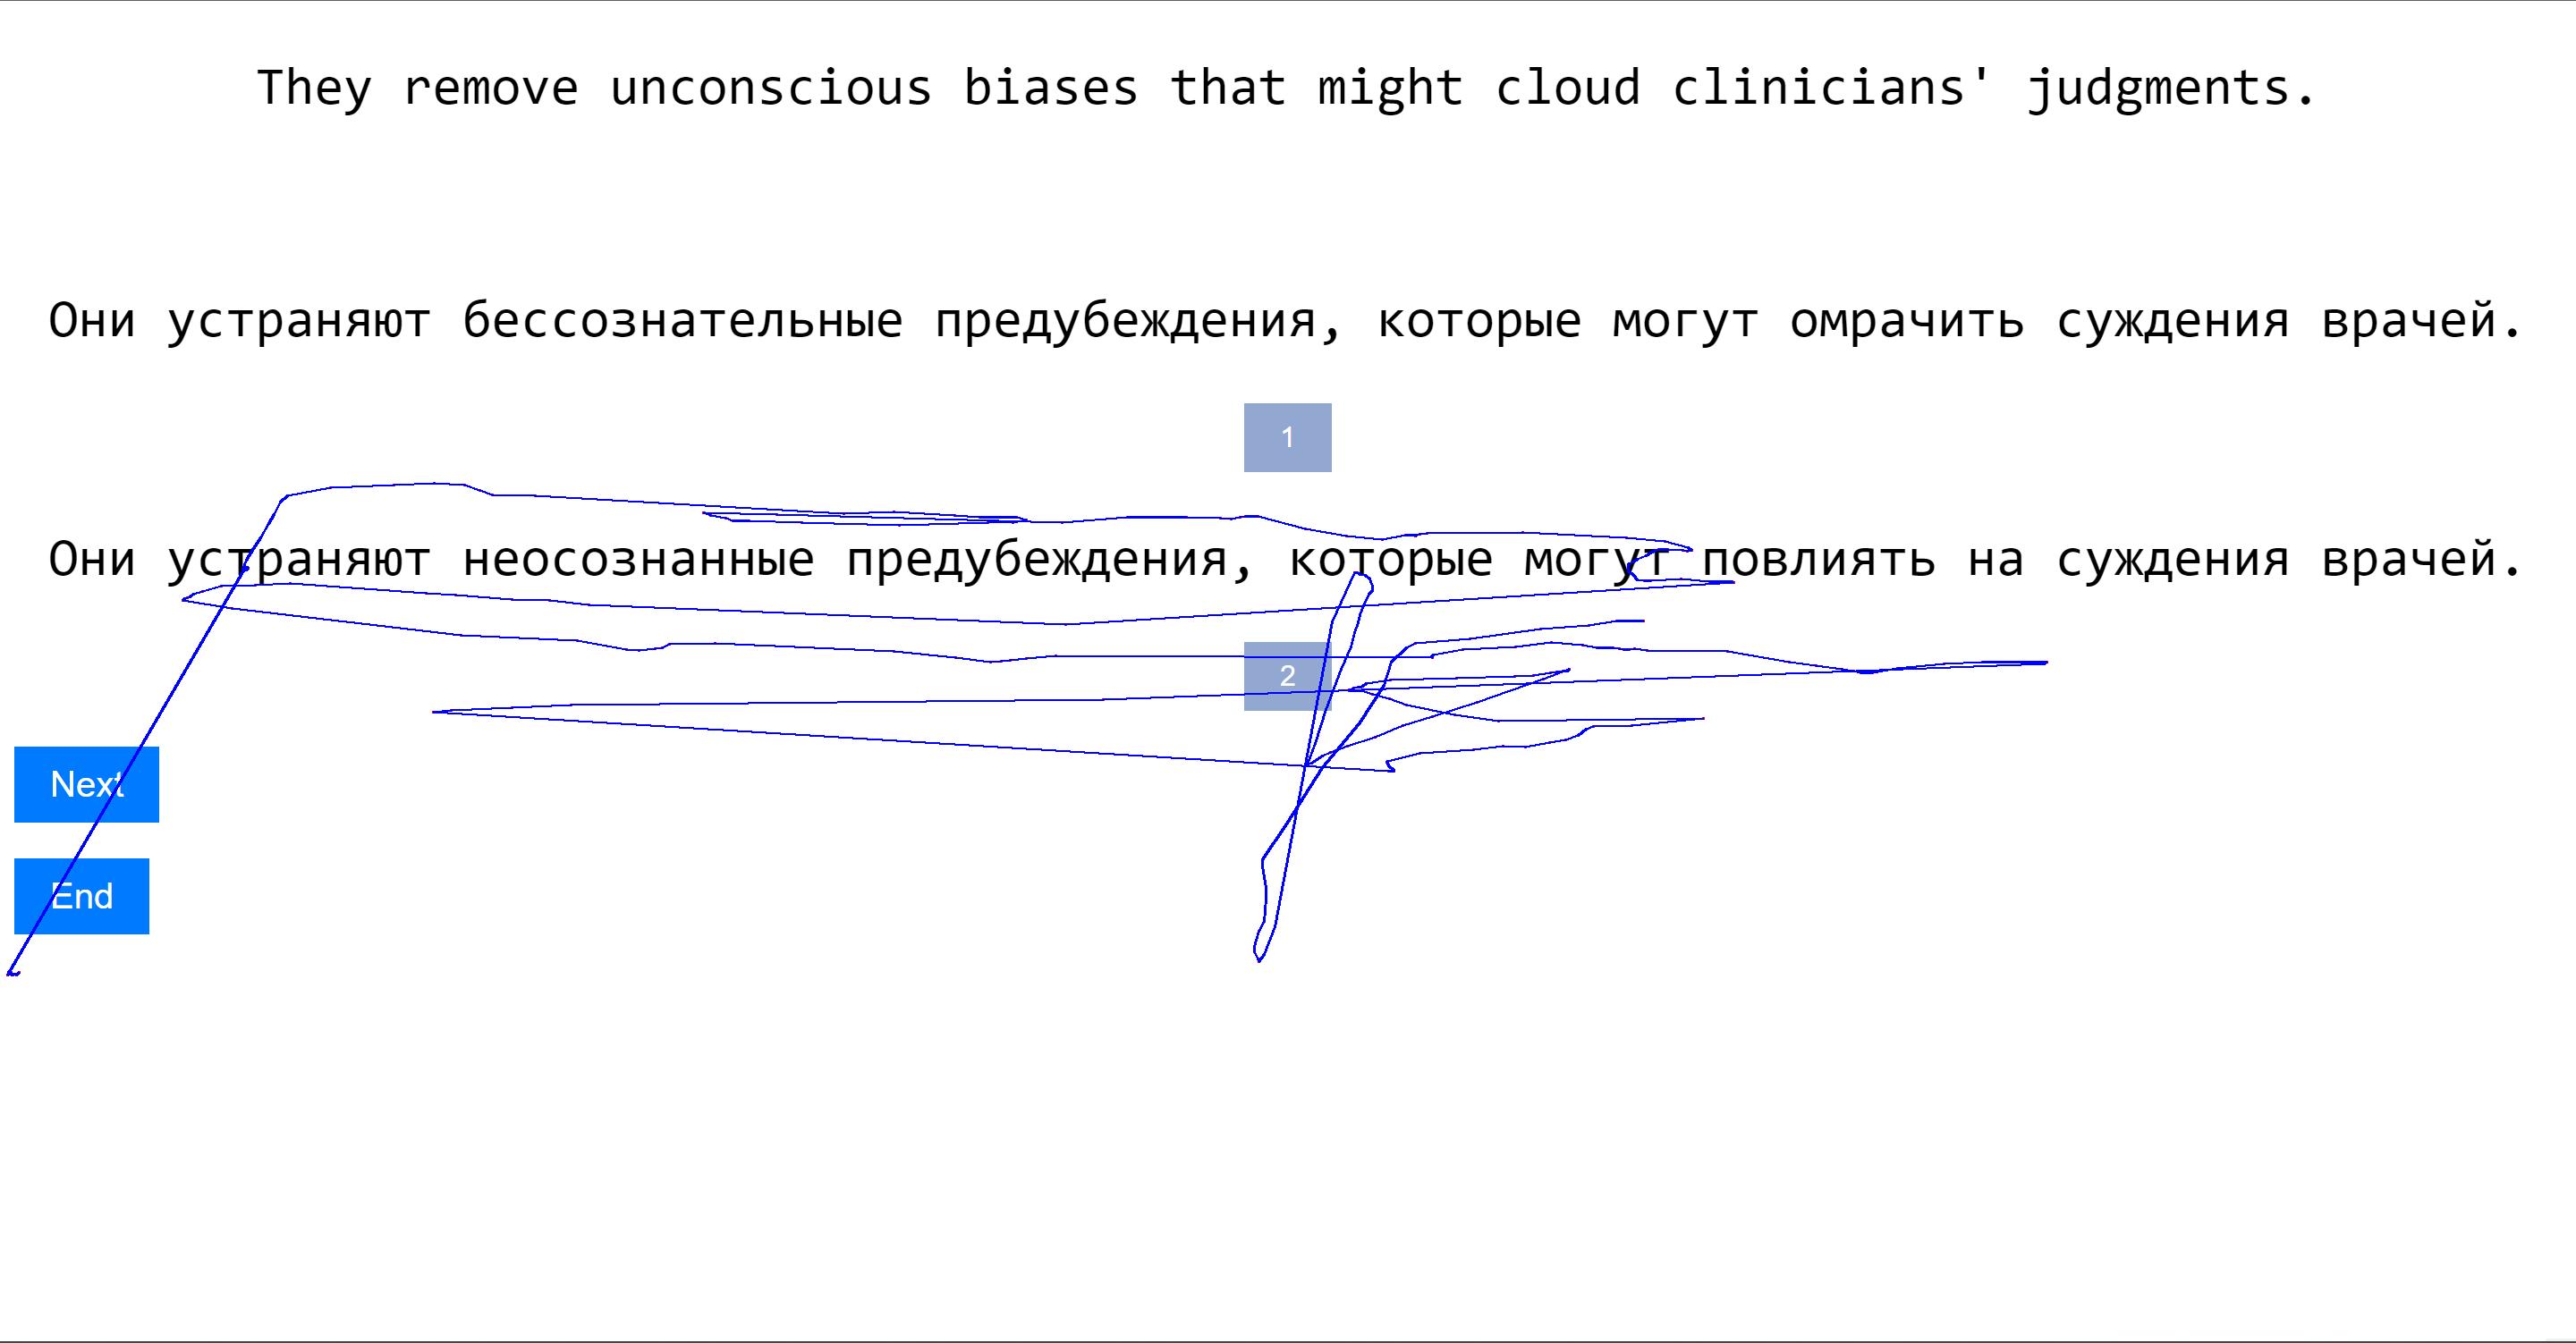 They remove unconscious biases that might cloud clinicians' judgments.
Они устраняют бессознательные предубеждения, которые могут омрачить суждения врачей.
1
Они устраняют неосознанные предубеждения, которые могут повлиять на суждения врачей.
2
Next
End